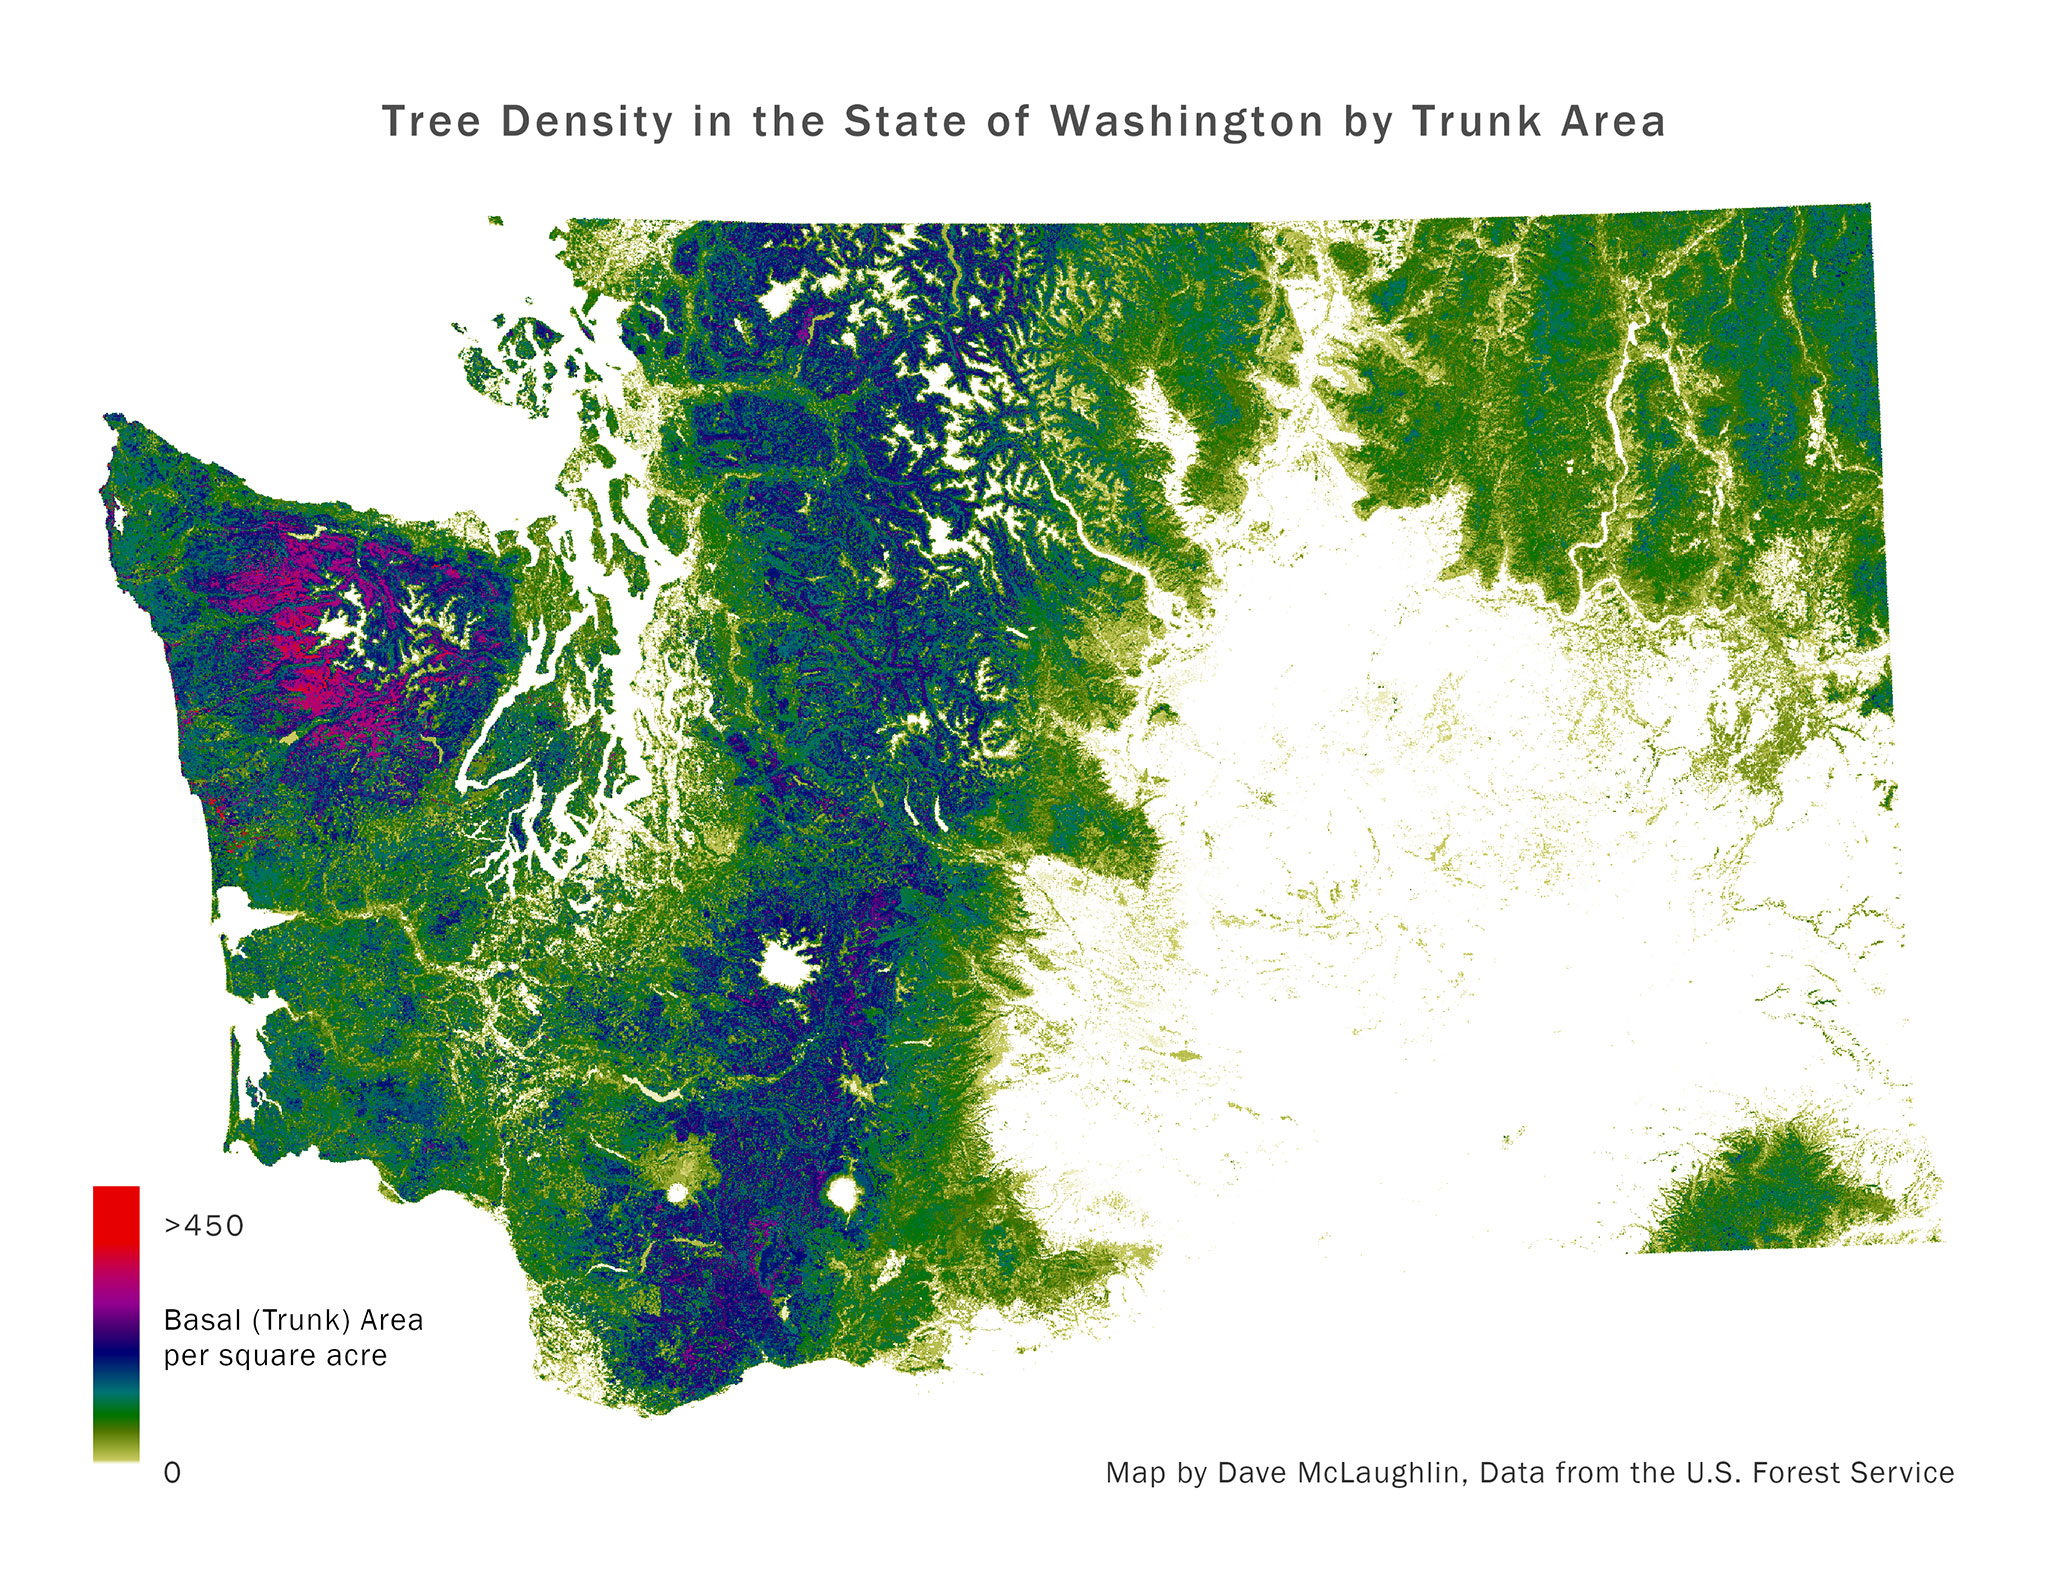 Tree Density in the State of Washington by Trunk Area
>450
Basal (Trunk) Area
per square acre
0
Map by Dave McLaughlin, Data from the U.S. Forest Service